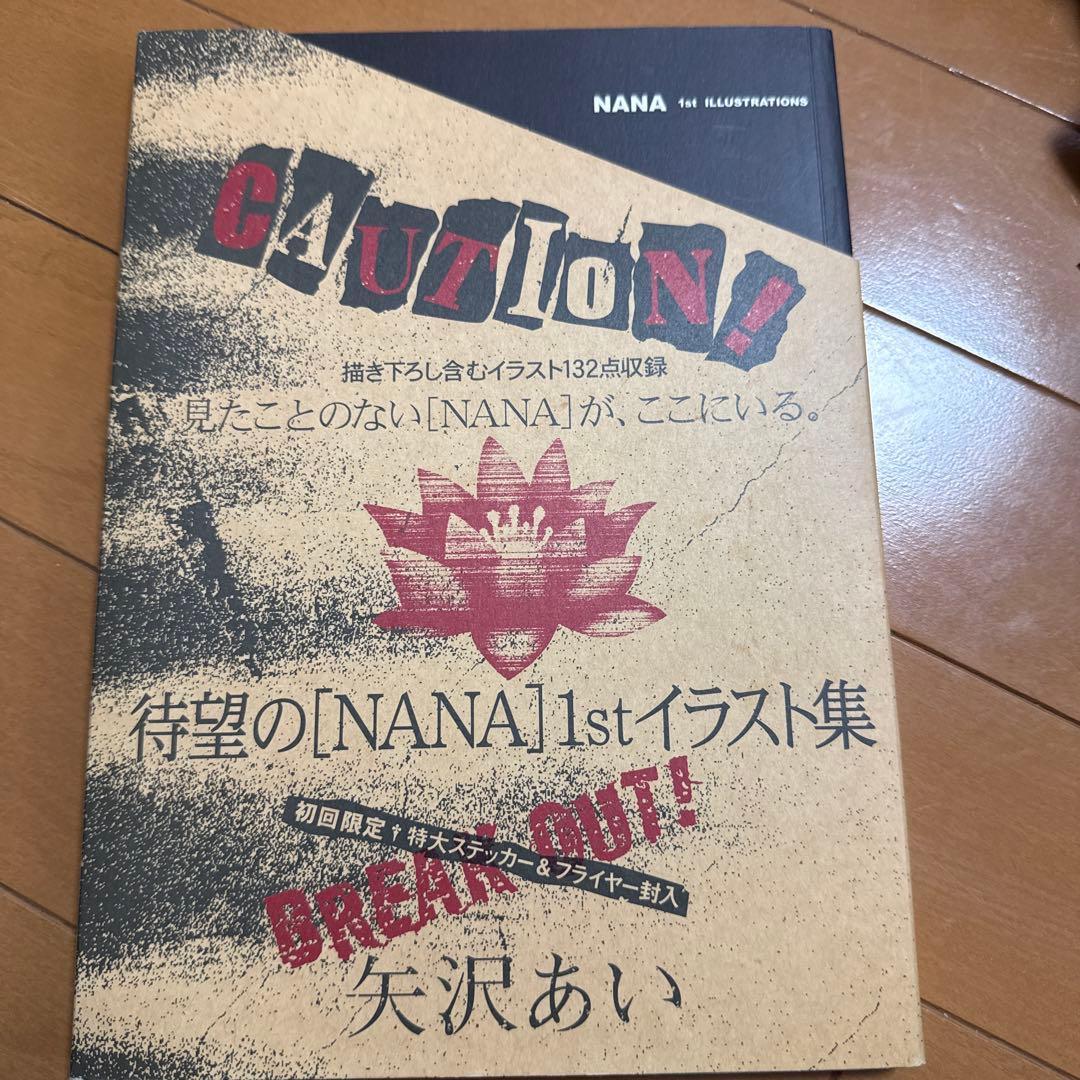 NANA 1st ILLUSTRATIONS
CAUTION!
描き下ろし含むイラスト132点収録
見たことのない[NANA]が、ここにいる。
待望の[NANA]1stイラスト集
BREAK OUT!
初回限定†特大ステッカー&フライヤー封入
矢沢あい